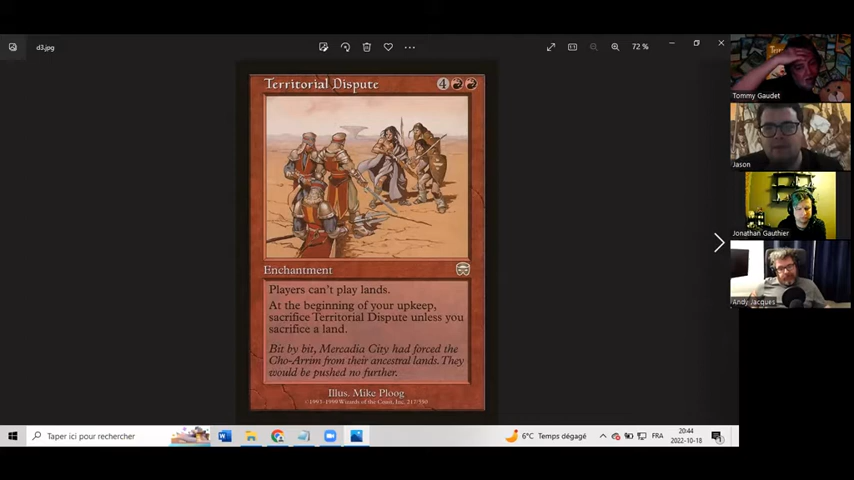 d3.jpg
72 %
Territorial Dispute
4
Enchantment
Players can't play lands.
At the beginning of your upkeep,
sacrifice Territorial Dispute unless you
sacrifice a land.
Bit by bit, Mercadia City had forced the
Cho-Arrim from their ancestral lands. They
would be pushed no further.
Illus. Mike Ploog
Tommy Gaudet
Jason
Jonathan Gauthier
Andy Jacques
Taper ici pour rechercher
6°C Temps dégagé
FRA
20:44
2022-10-18